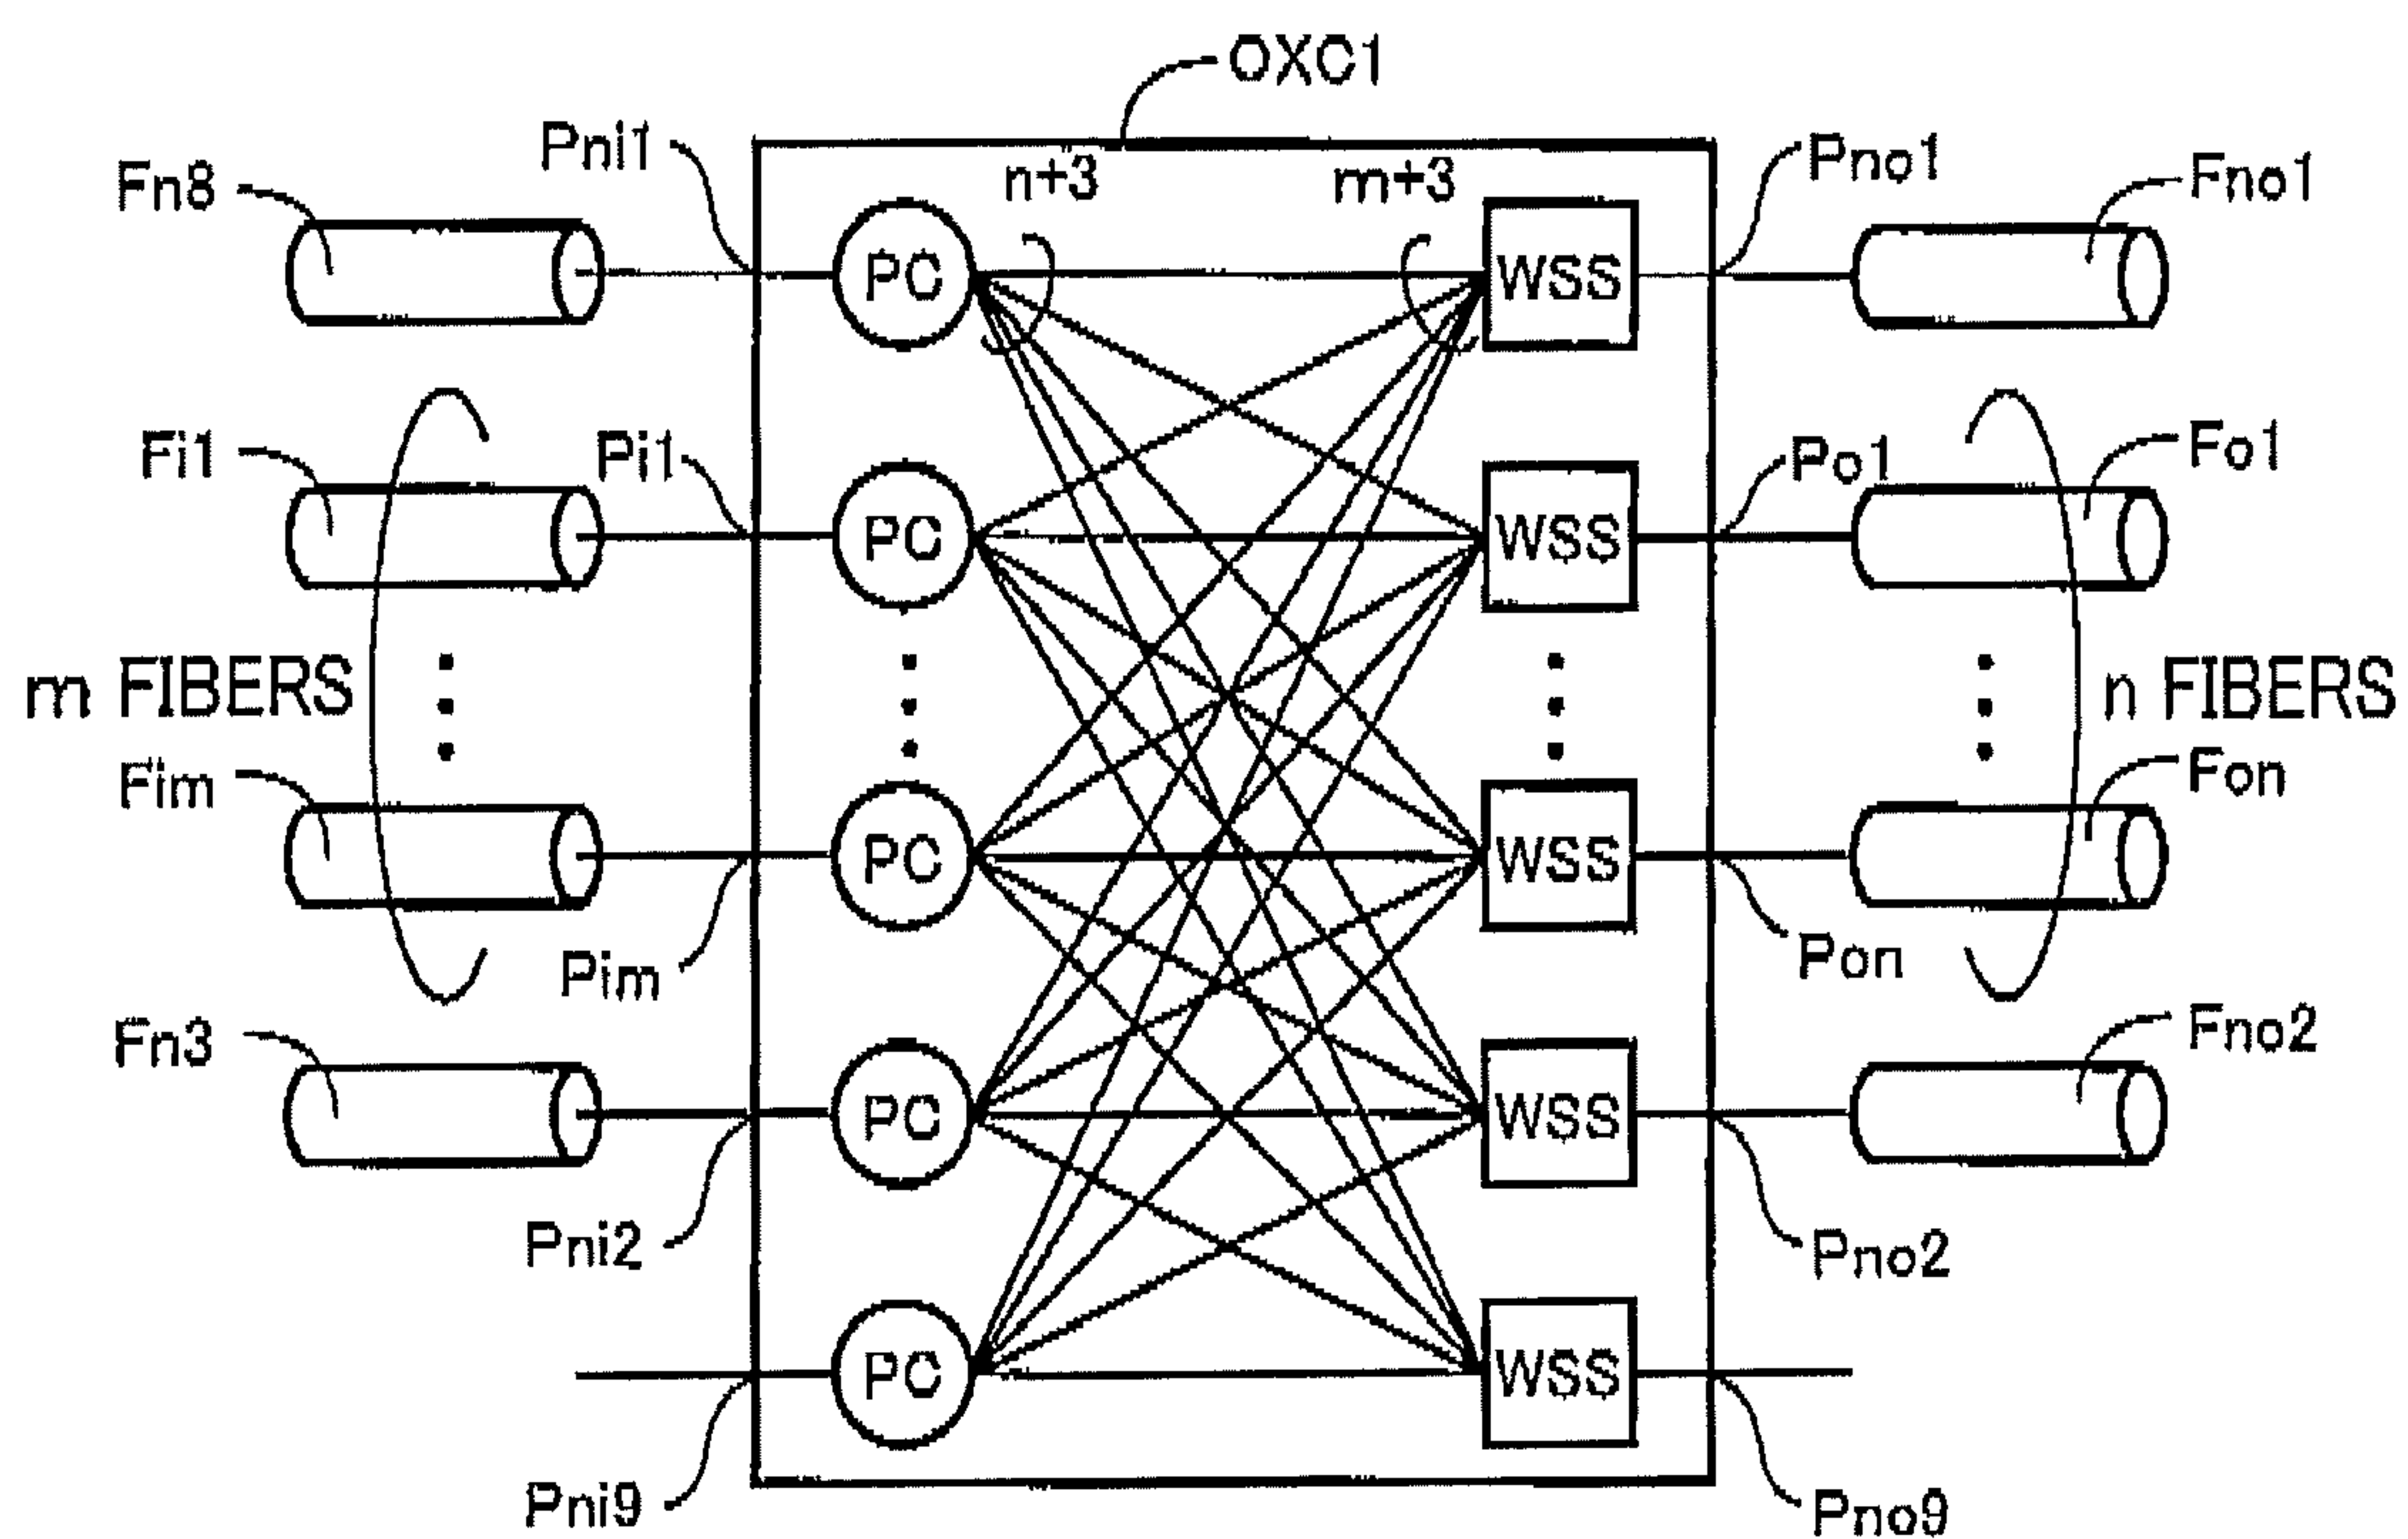 OXC1
Pni1
n+3
m+3
Pno1
Fn8
Fno1
PC
WSS
Fi1
Pi1
Po1
Fo1
PC
WSS
m FIBERS
n FIBERS
Fim
Fon
PC
WSS
Pim
Pon
Fn3
Fno2
PC
WSS
Pni2
Pno2
PC
WSS
Pni9
Pno9